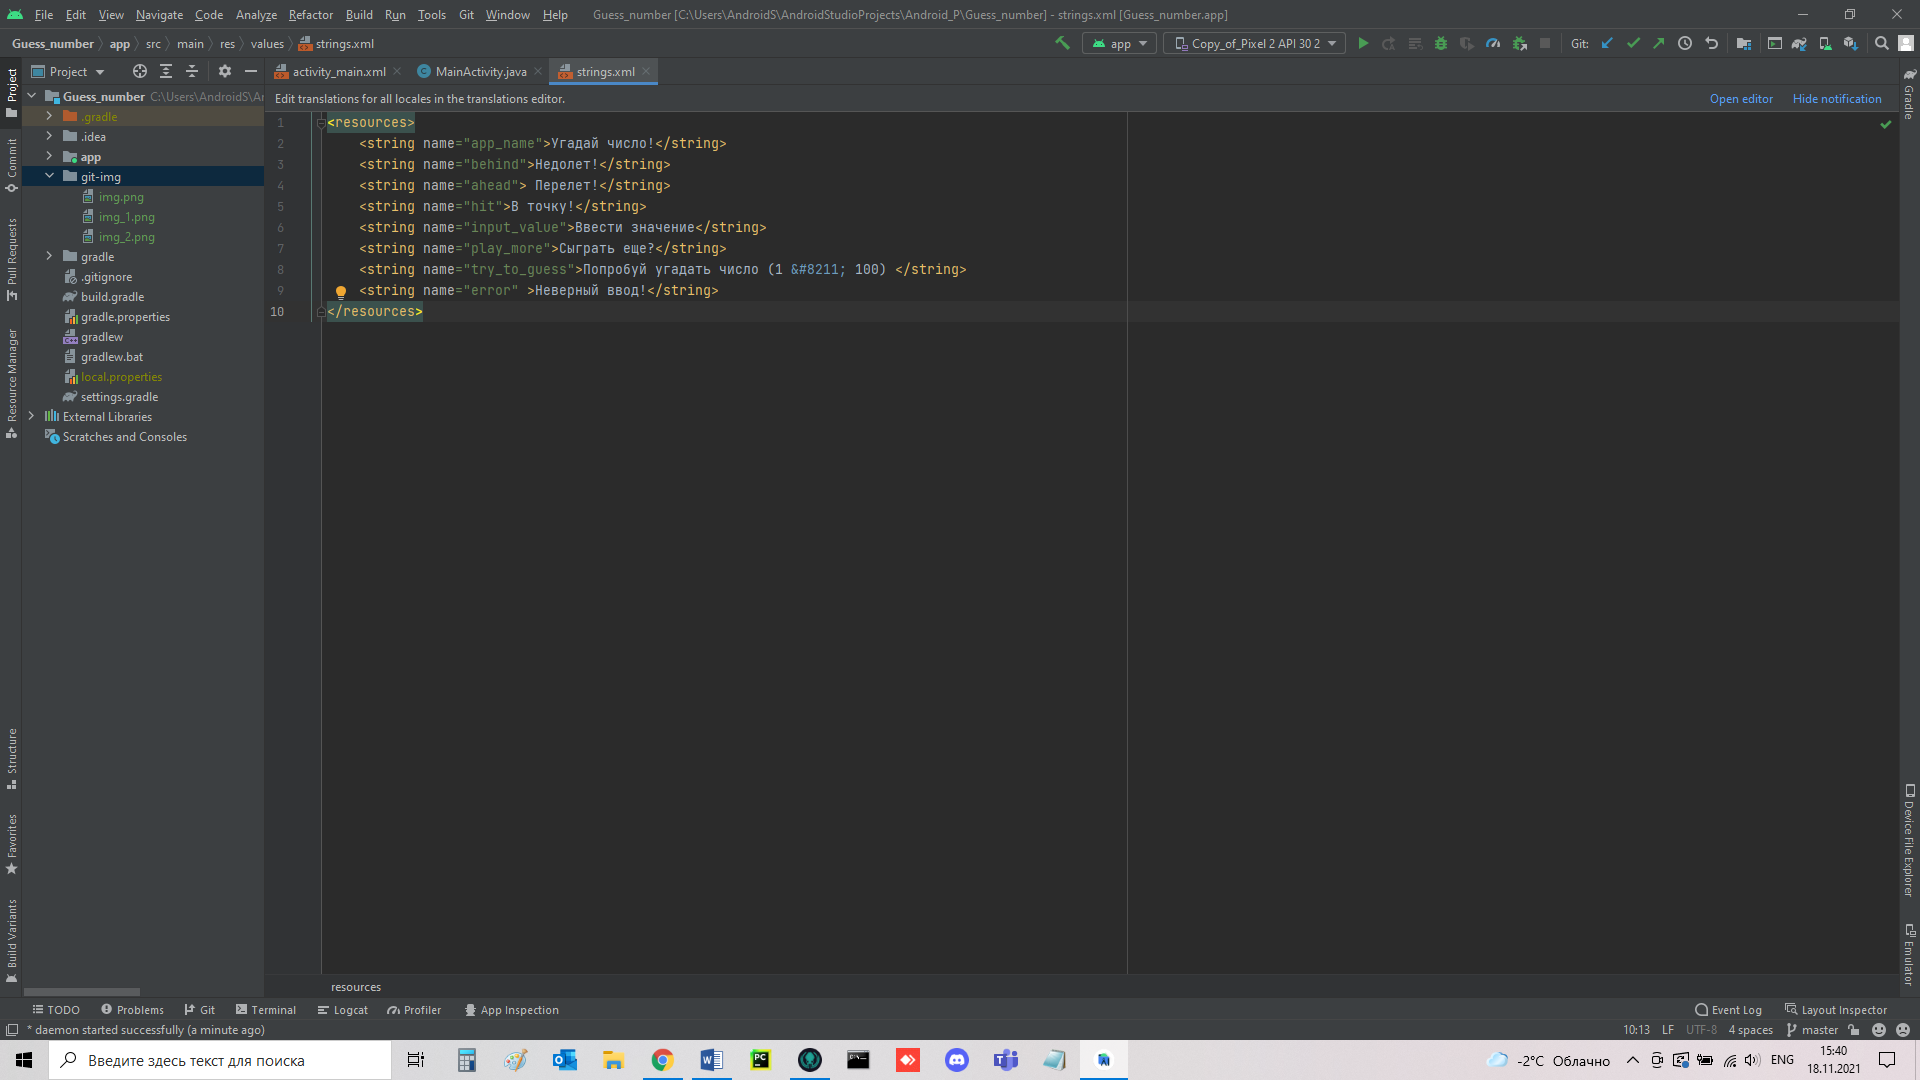 File Edit View Navigate Code Analyze Refactor Build Run Tools Git Window Help Guess_number [C:\Users\AndroidS\AndroidStudioProjects\Android_P\Guess_number] - strings.xml [Guess_number.app]
Guess_number app src main res values strings.xml
app Copy_of_Pixel 2 API 30 2 Git:
Project
activity_main.xml MainActivity.java strings.xml
Edit translations for all locales in the translations editor. Open editor Hide notification
Guess_number C:\Users\AndroidS\Ar
.gradle
.idea
app
git-img
img.png
img_1.png
img_2.png
gradle
.gitignore
build.gradle
gradle.properties
gradlew
gradlew.bat
local.properties
settings.gradle
External Libraries
Scratches and Consoles
1 <resources>
2 <string name="app_name">Угадай число!</string>
3 <string name="behind">Недолет!</string>
4 <string name="ahead"> Перелет!</string>
5 <string name="hit">В точку!</string>
6 <string name="input_value">Ввести значение</string>
7 <string name="play_more">Сыграть еще?</string>
8 <string name="try_to_guess">Попробуй угадать число (1 &#8211; 100) </string>
9 <string name="error" >Неверный ввод!</string>
10 </resources>
Project
Commit
Pull Requests
Resource Manager
Structure
Favorites
Build Variants
Gradle
Device File Explorer
Emulator
resources
TODO Problems Git Terminal Logcat Profiler App Inspection Event Log Layout Inspector
* daemon started successfully (a minute ago) 10:13 LF UTF-8 4 spaces master
Введите здесь текст для поиска
-2°C Облачно ENG
15:40
18.11.2021